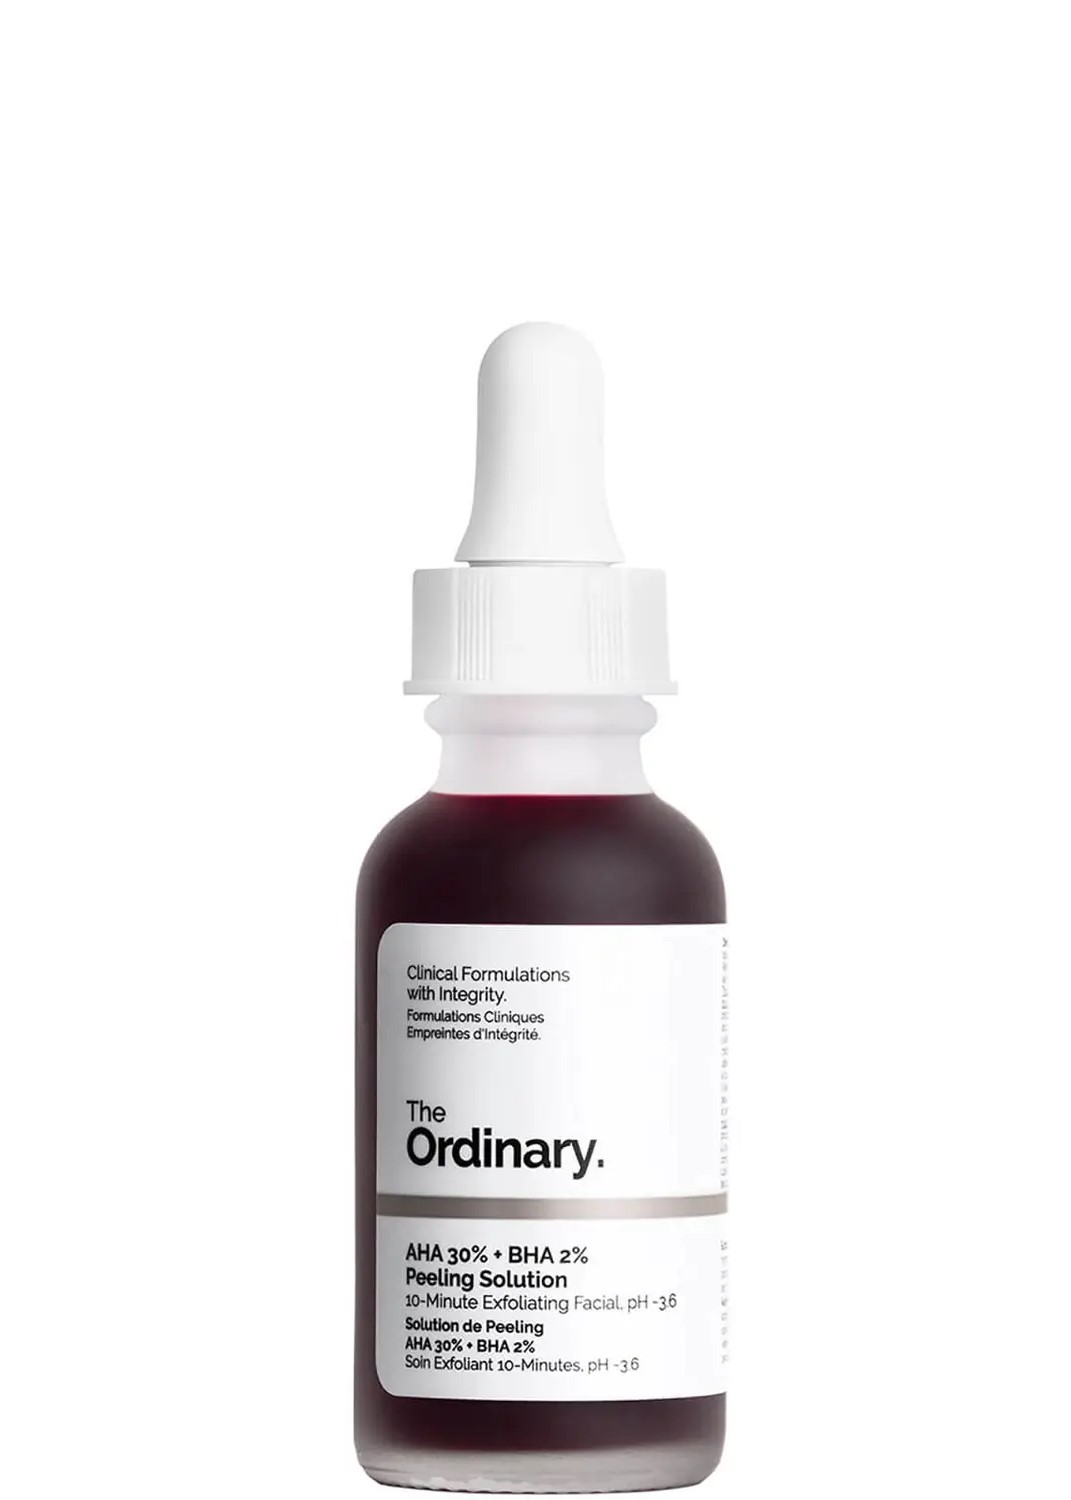 Clinical Formulations
with Integrity.
Formulations Cliniques
Empreintes d'Intégrité.
The
Ordinary.
AHA 30% + BHA 2%
Peeling Solution
10-Minute Exfoliating Facial, pH ~3.6
Solution de Peeling
AHA 30% + BHA 2%
Soin Exfoliant 10-Minutes, pH ~3.6